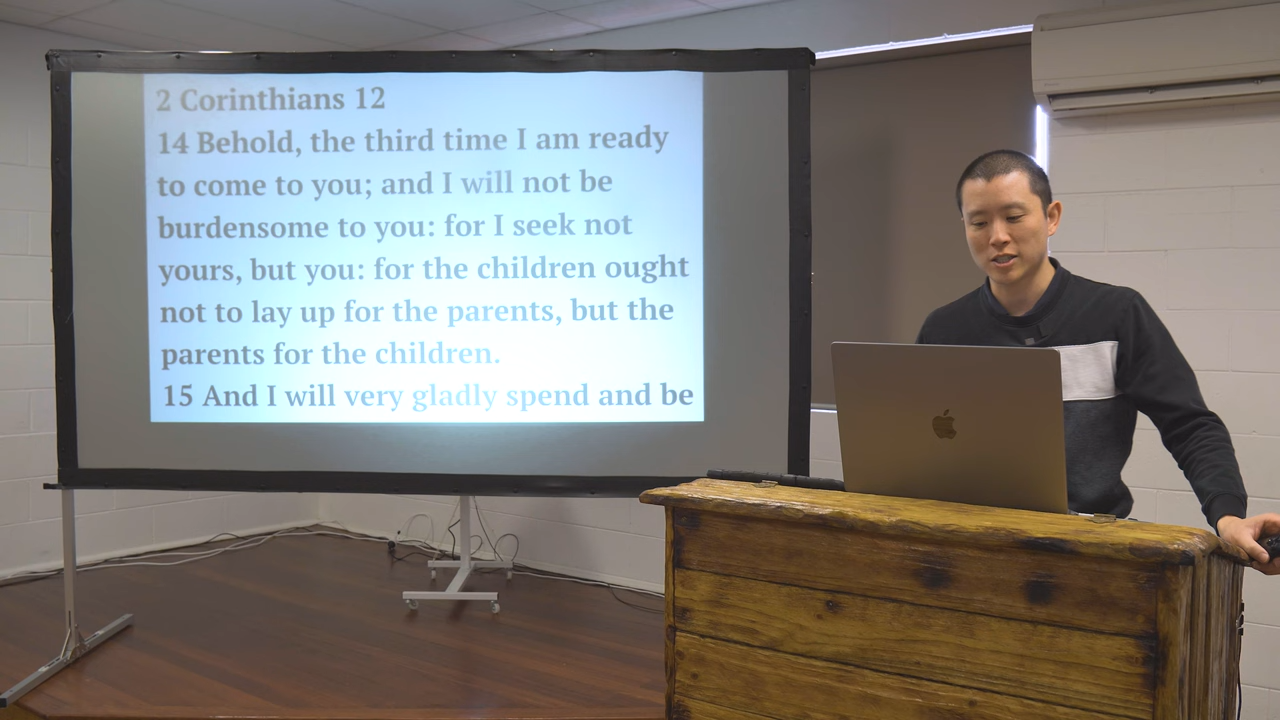 2 Corinthians 12
14 Behold, the third time I am ready
to come to you; and I will not be
burdensome to you: for I seek not
yours, but you: for the children ought
not to lay up for the parents, but the
parents for the children.
15 And I will very gladly spend and be